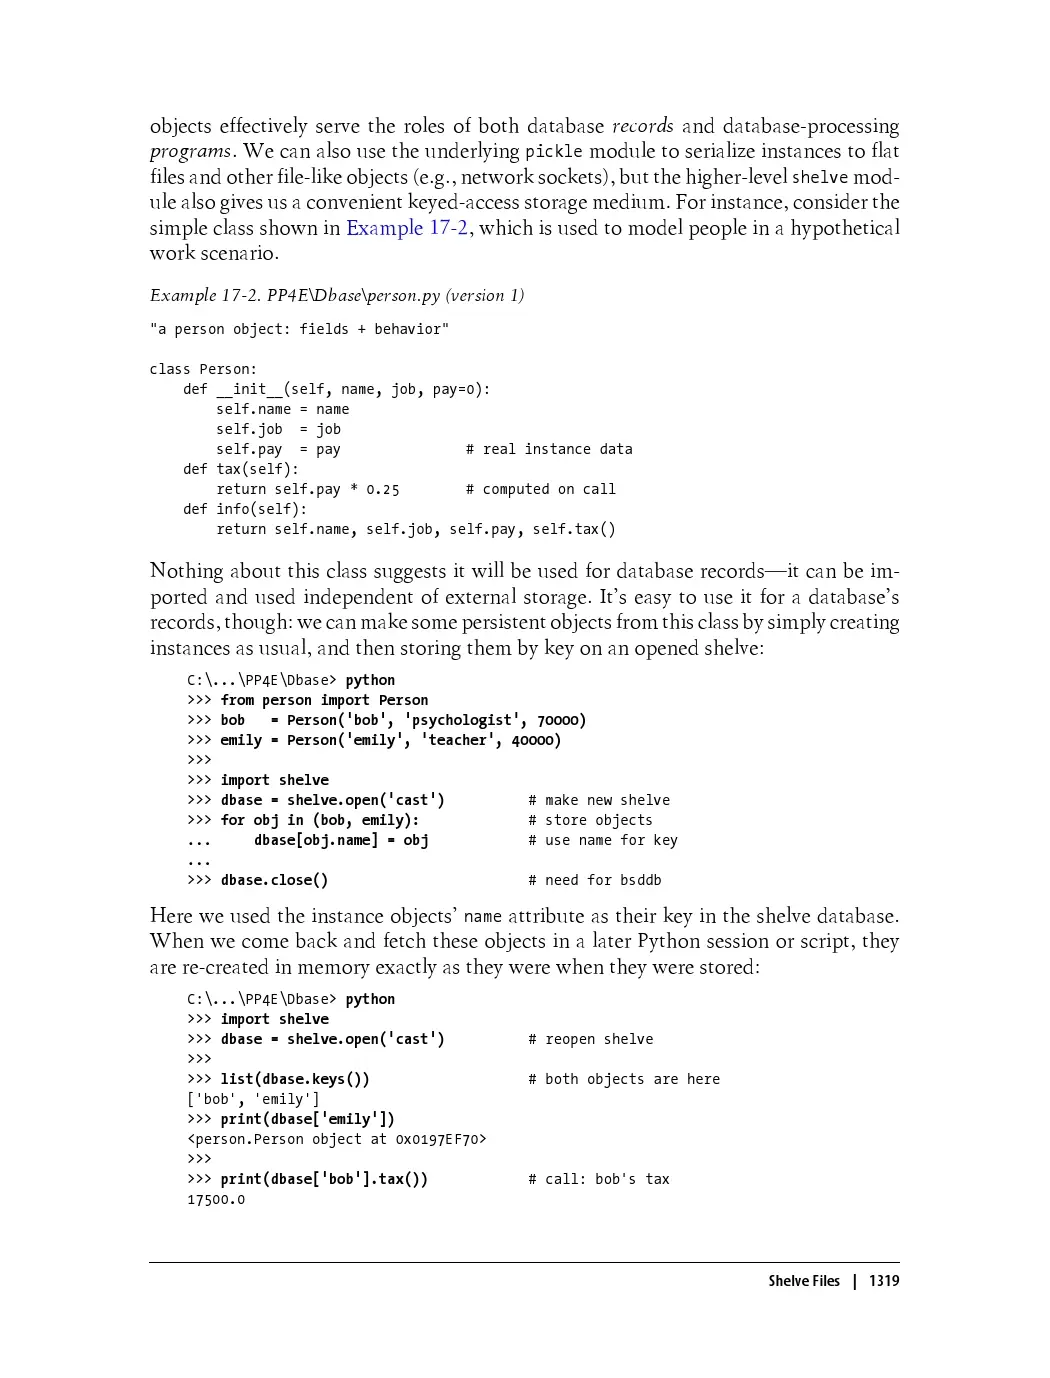 objects effectively serve the roles of both database records and database-processing
programs. We can also use the underlying pickle module to serialize instances to flat
files and other file-like objects (e.g., network sockets), but the higher-level shelve mod-
ule also gives us a convenient keyed-access storage medium. For instance, consider the
simple class shown in Example 17-2, which is used to model people in a hypothetical
work scenario.
Example 17-2. PP4E\Dbase\person.py (version 1)
"a person object: fields + behavior"
class Person:
    def __init__(self, name, job, pay=0):
        self.name = name
        self.job  = job
        self.pay  = pay               # real instance data
    def tax(self):
        return self.pay * 0.25        # computed on call
    def info(self):
        return self.name, self.job, self.pay, self.tax()
Nothing about this class suggests it will be used for database records—it can be im-
ported and used independent of external storage. It's easy to use it for a database's
records, though: we can make some persistent objects from this class by simply creating
instances as usual, and then storing them by key on an opened shelve:
C:\...\PP4E\Dbase> python
>>> from person import Person
>>> bob   = Person('bob', 'psychologist', 70000)
>>> emily = Person('emily', 'teacher', 40000)
>>>
>>> import shelve
>>> dbase = shelve.open('cast')          # make new shelve
>>> for obj in (bob, emily):             # store objects
...     dbase[obj.name] = obj            # use name for key
...
>>> dbase.close()                        # need for bsddb
Here we used the instance objects' name attribute as their key in the shelve database.
When we come back and fetch these objects in a later Python session or script, they
are re-created in memory exactly as they were when they were stored:
C:\...\PP4E\Dbase> python
>>> import shelve
>>> dbase = shelve.open('cast')          # reopen shelve
>>>
>>> list(dbase.keys())                   # both objects are here
['bob', 'emily']
>>> print(dbase['emily'])
<person.Person object at 0x0197EF70>
>>>
>>> print(dbase['bob'].tax())            # call: bob's tax
17500.0
Shelve Files | 1319